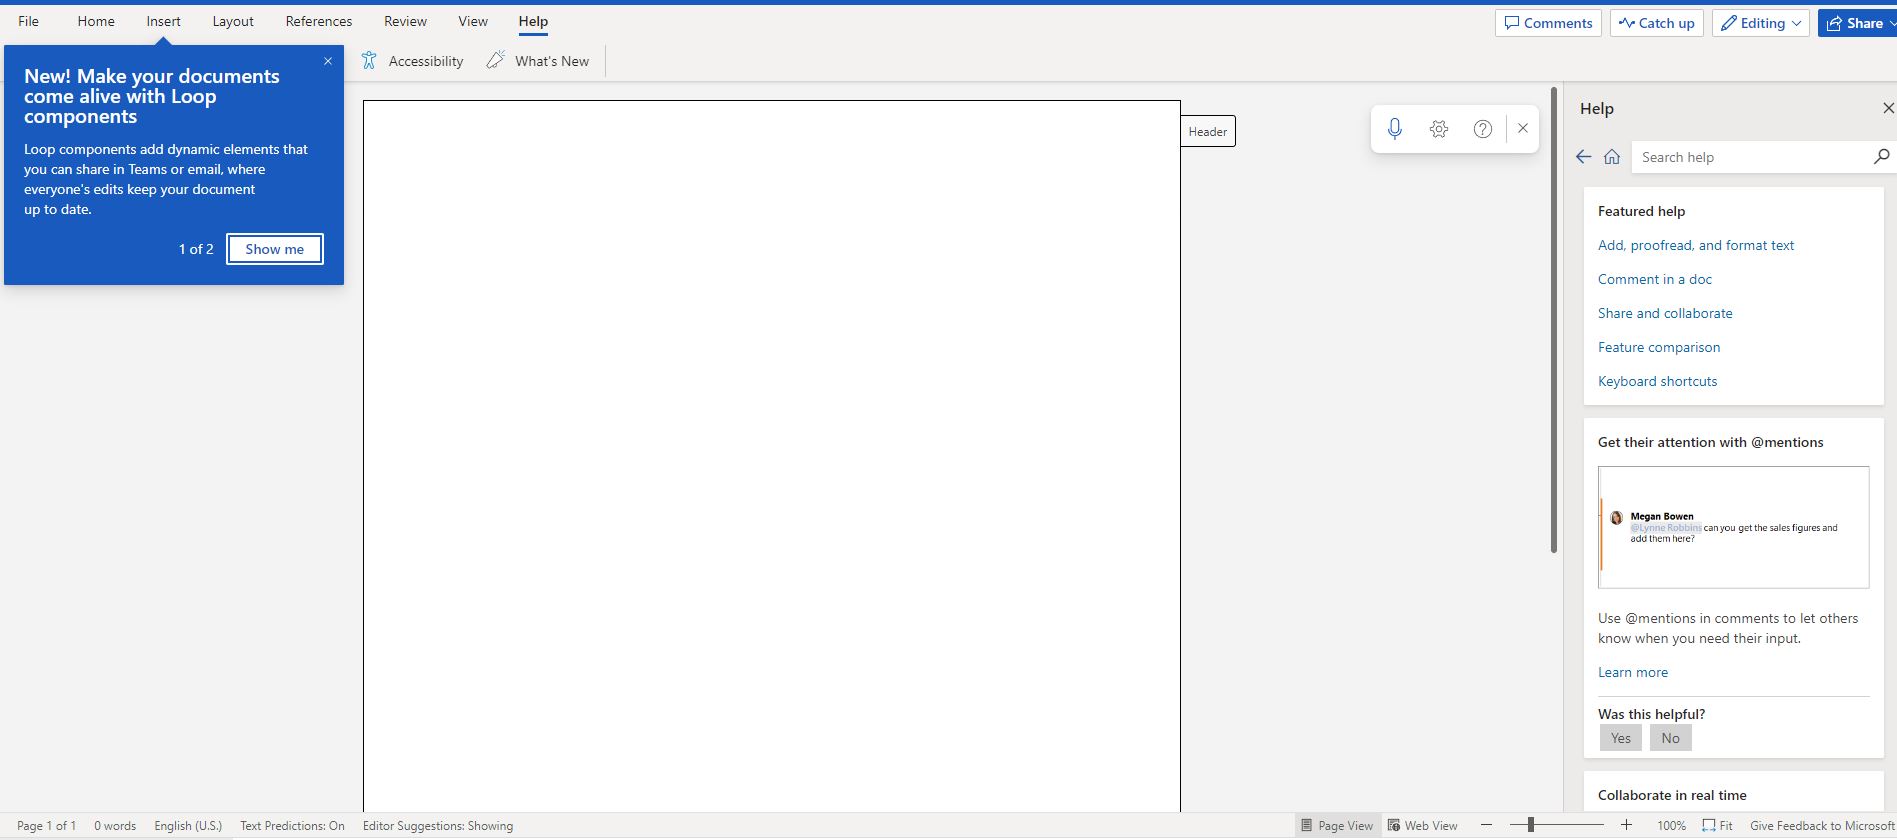 File Home Insert Layout References Review View Help
Comments Catch up Editing Share
New! Make your documents
come alive with Loop
components
Loop components add dynamic elements that
you can share in Teams or email, where
everyone's edits keep your document
up to date.
1 of 2 Show me
Accessibility What's New
Header
Help
Search help
Featured help
Add, proofread, and format text
Comment in a doc
Share and collaborate
Feature comparison
Keyboard shortcuts
Get their attention with @mentions
Megan Bowen
@Lynne Robbins can you get the sales figures and
add them here?
Use @mentions in comments to let others
know when you need their input.
Learn more
Was this helpful?
Yes No
Collaborate in real time
Page 1 of 1 0 words English (U.S.) Text Predictions: On Editor Suggestions: Showing Page View Web View 100% Fit Give Feedback to Microsoft